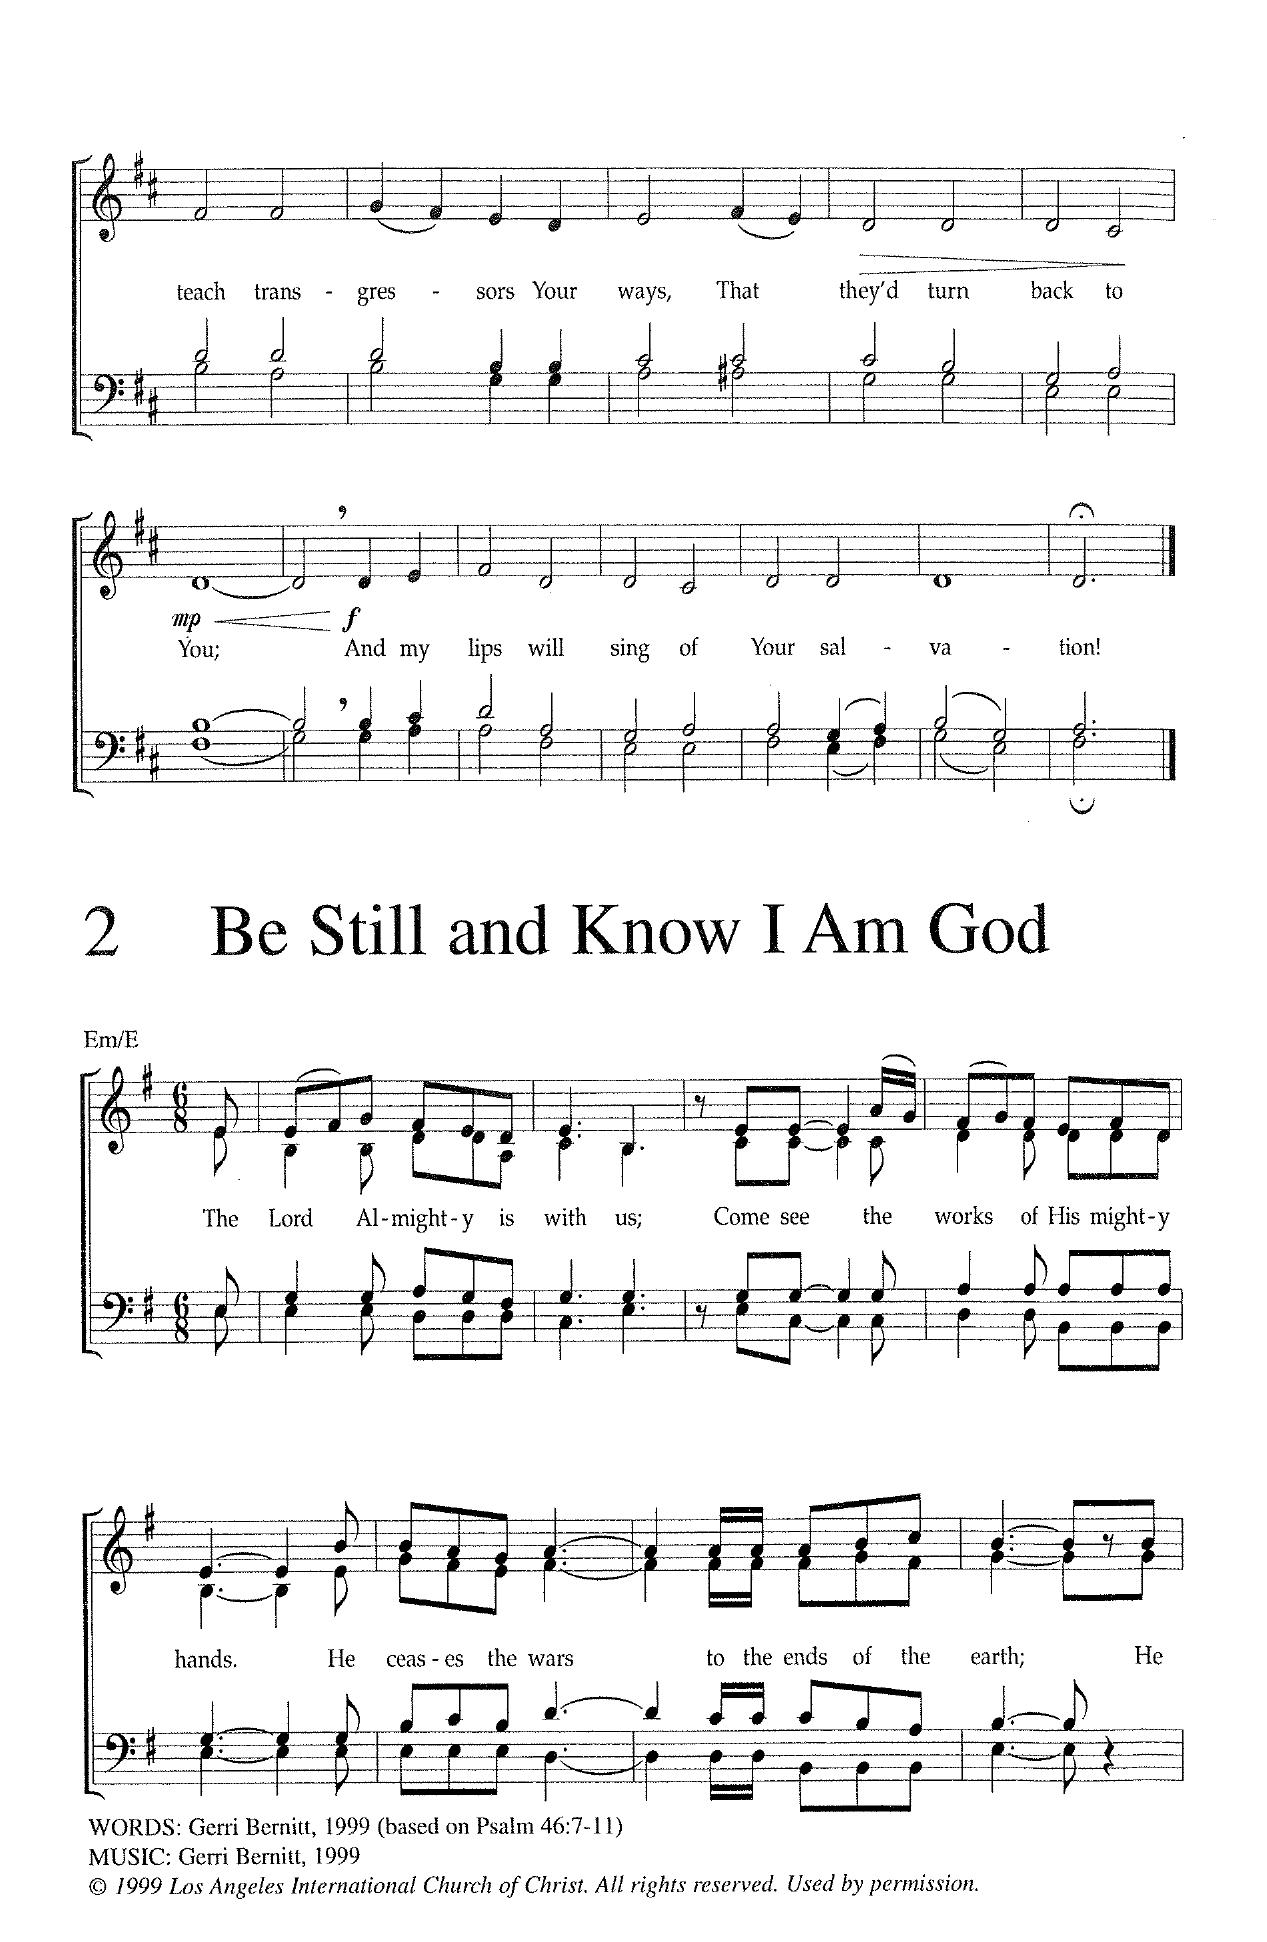 teach trans - gres - sors Your ways, That they'd turn back to
mp f
You; And my lips will sing of Your sal - va - tion!
2 Be Still and Know I Am God
Em/E
6 8
The Lord Al-might-y is with us; Come see the works of His might-y
6 8
hands. He ceas - es the wars to the ends of the earth; He
WORDS: Gerri Bernitt, 1999 (based on Psalm 46:7-11)
MUSIC: Gerri Bernitt, 1999
© 1999 Los Angeles International Church of Christ. All rights reserved. Used by permission.